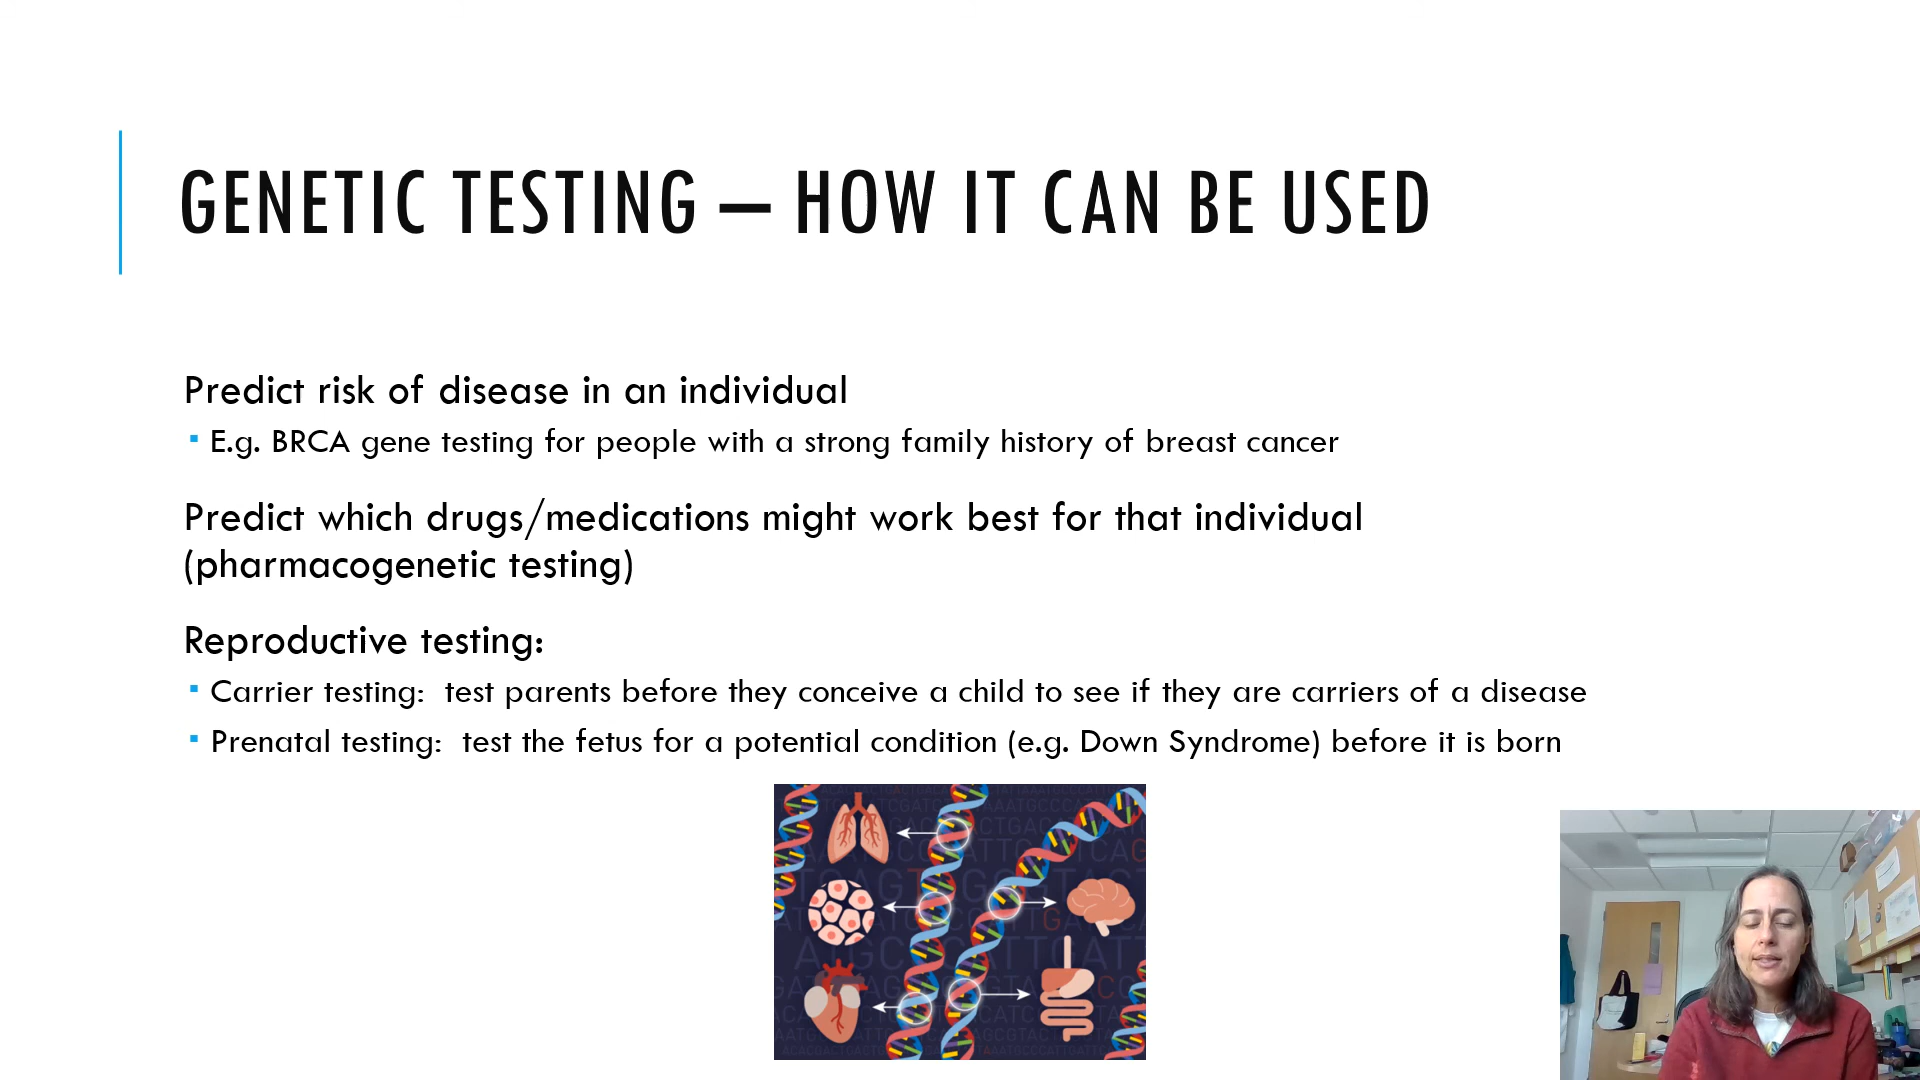 GENETIC TESTING – HOW IT CAN BE USED
Predict risk of disease in an individual
▪ E.g. BRCA gene testing for people with a strong family history of breast cancer
Predict which drugs/medications might work best for that individual
(pharmacogenetic testing)
Reproductive testing:
▪ Carrier testing:  test parents before they conceive a child to see if they are carriers of a disease
▪ Prenatal testing:  test the fetus for a potential condition (e.g. Down Syndrome) before it is born